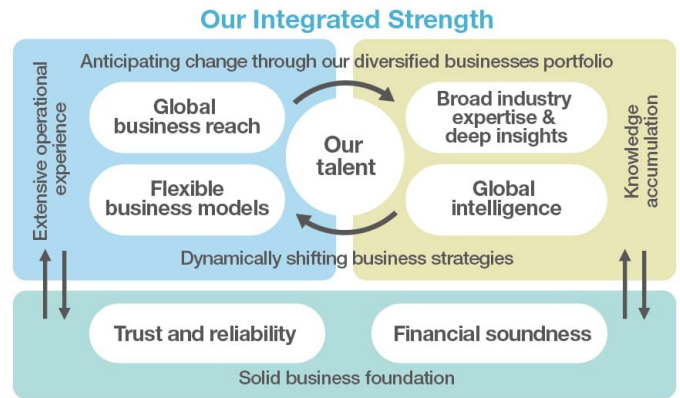 Our Integrated Strength
Anticipating change through our diversified businesses portfolio
Extensive operational
experience
Global
business reach
Flexible
business models
Our
talent
Broad industry
expertise &
deep insights
Global
intelligence
Knowledge
accumulation
Dynamically shifting business strategies
Trust and reliability
Financial soundness
Solid business foundation